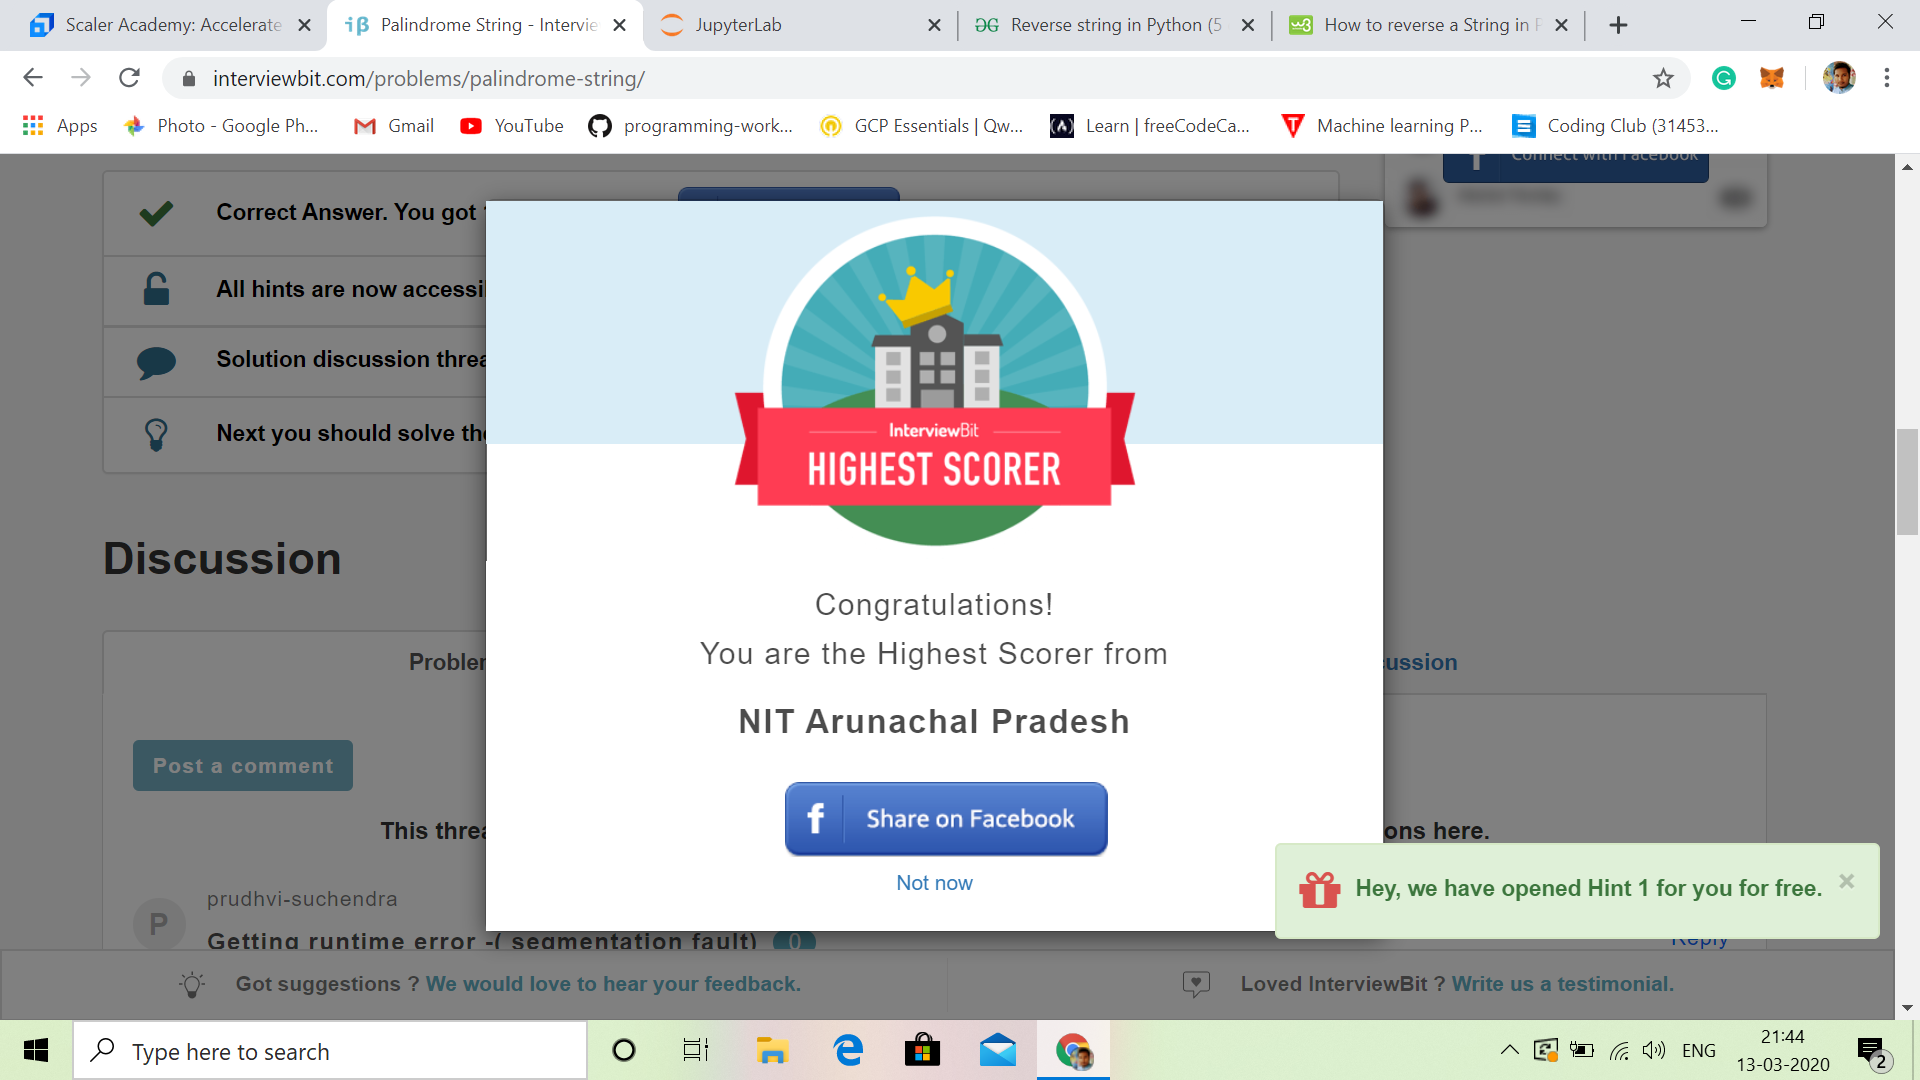 Scaler Academy: Accelerate
Palindrome String - Intervie
JupyterLab
Reverse string in Python (5
How to reverse a String in P
interviewbit.com/problems/palindrome-string/
Apps
Photo - Google Ph...
Gmail
YouTube
programming-work...
GCP Essentials | Qw...
Learn | freeCodeCa...
Machine learning P...
Coding Club (31453...
Connect with Facebook
Correct Answer. You got
All hints are now accessi
Solution discussion threa
Next you should solve the
InterviewBit
HIGHEST SCORER
Congratulations!
You are the Highest Scorer from
NIT Arunachal Pradesh
Share on Facebook
Not now
Discussion
Problem
ussion
Post a comment
This threa
ons here.
Hey, we have opened Hint 1 for you for free.
P
prudhvi-suchendra
Getting runtime error -( segmentation fault)
0
Reply
Got suggestions ? We would love to hear your feedback.
Loved InterviewBit ? Write us a testimonial.
Type here to search
ENG
21:44
13-03-2020
2